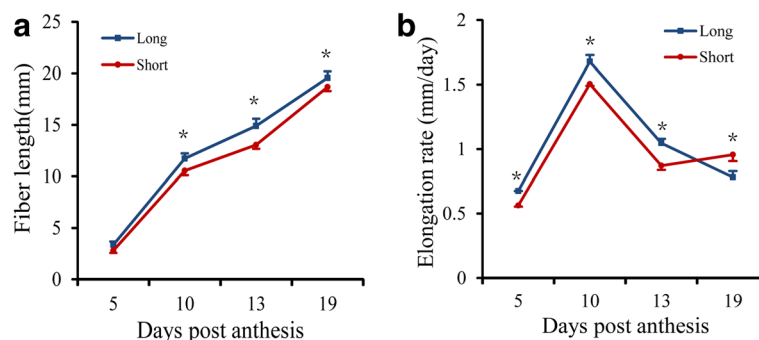 a
Long
Short
Fiber length(mm)
25
20
15
10
5
0
*
*
*
5
10
13
19
Days post anthesis
b
Long
Short
Elongation rate (mm/day)
2
1.5
1
0.5
0
*
*
*
*
5
10
13
19
Days post anthesis